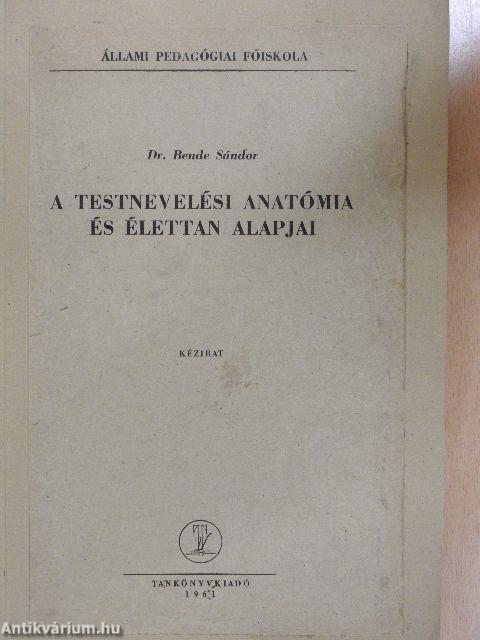 ÁLLAMI PEDAGÓGIAI FŐISKOLA
Dr. Bende Sándor
A TESTNEVELÉSI ANATÓMIA
ÉS ÉLETTAN ALAPJAI
KÉZIRAT
TANKÖNYVKIADÓ
1961
Antikvárium.hu